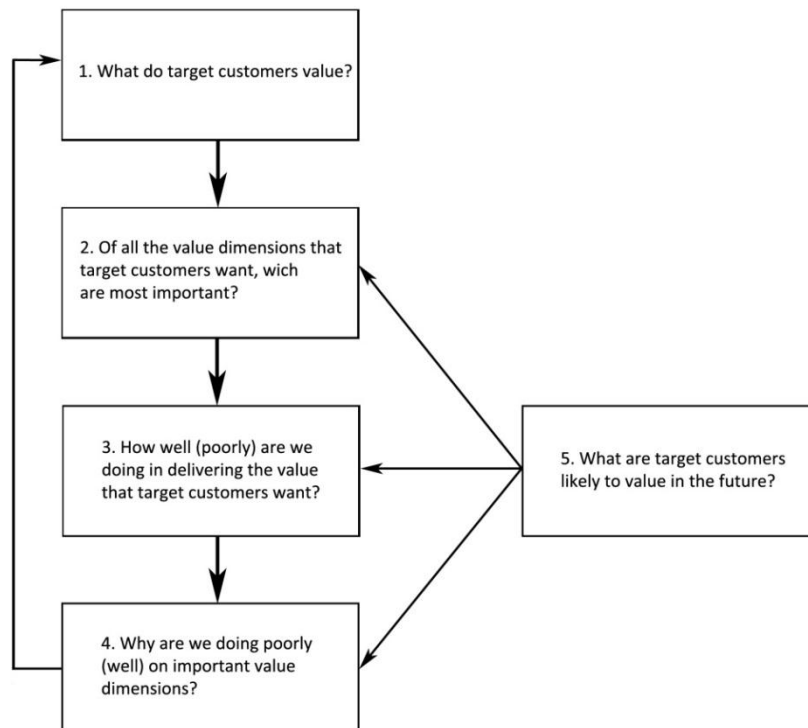 1. What do target customers value?
2. Of all the value dimensions that
target customers want, wich
are most important?
3. How well (poorly) are we
doing in delivering the value
that target customers want?
5. What are target customers
likely to value in the future?
4. Why are we doing poorly
(well) on important value
dimensions?